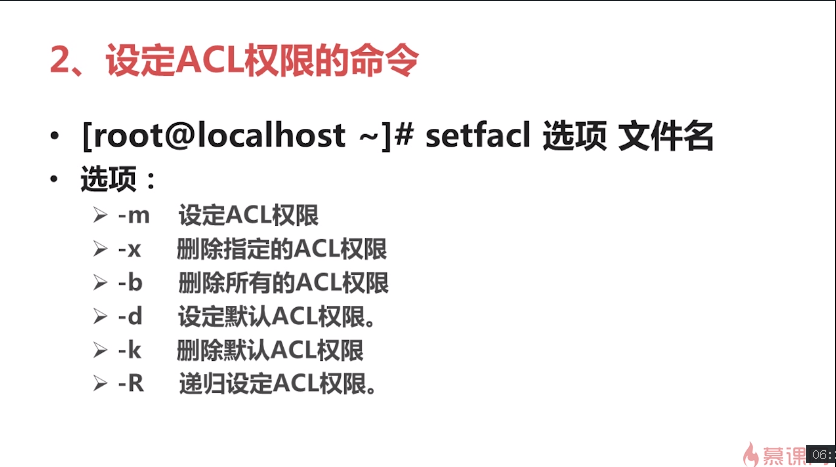 2、设定ACL权限的命令
• [root@localhost ~]# setfacl 选项 文件名
• 选项：
➢ -m 设定ACL权限
➢ -x 删除指定的ACL权限
➢ -b 删除所有的ACL权限
➢ -d 设定默认ACL权限。
➢ -k 删除默认ACL权限
➢ -R 递归设定ACL权限。
慕课
06: